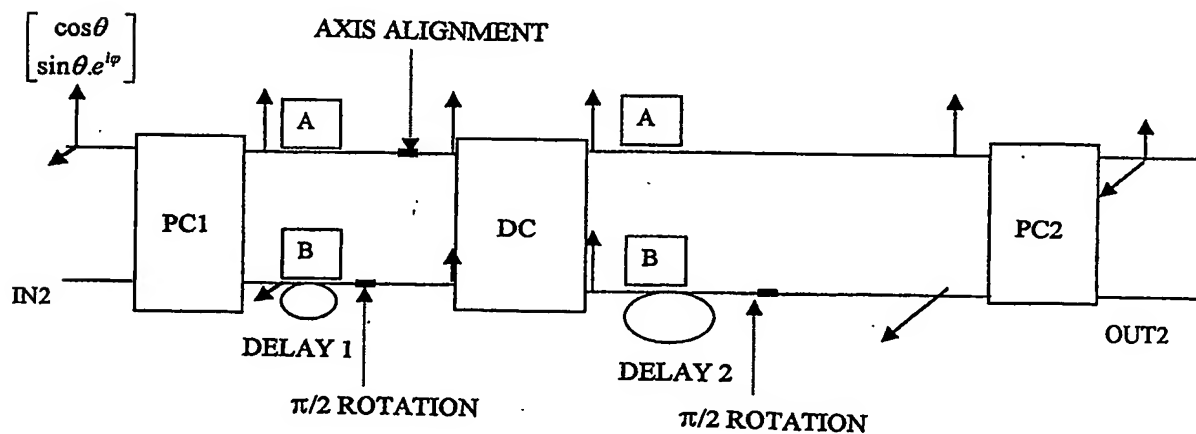 cosθ
sinθ.e^{iφ}
AXIS ALIGNMENT
A
A
PC1
DC
PC2
B
B
IN2
OUT2
DELAY 1
DELAY 2
π/2 ROTATION
π/2 ROTATION